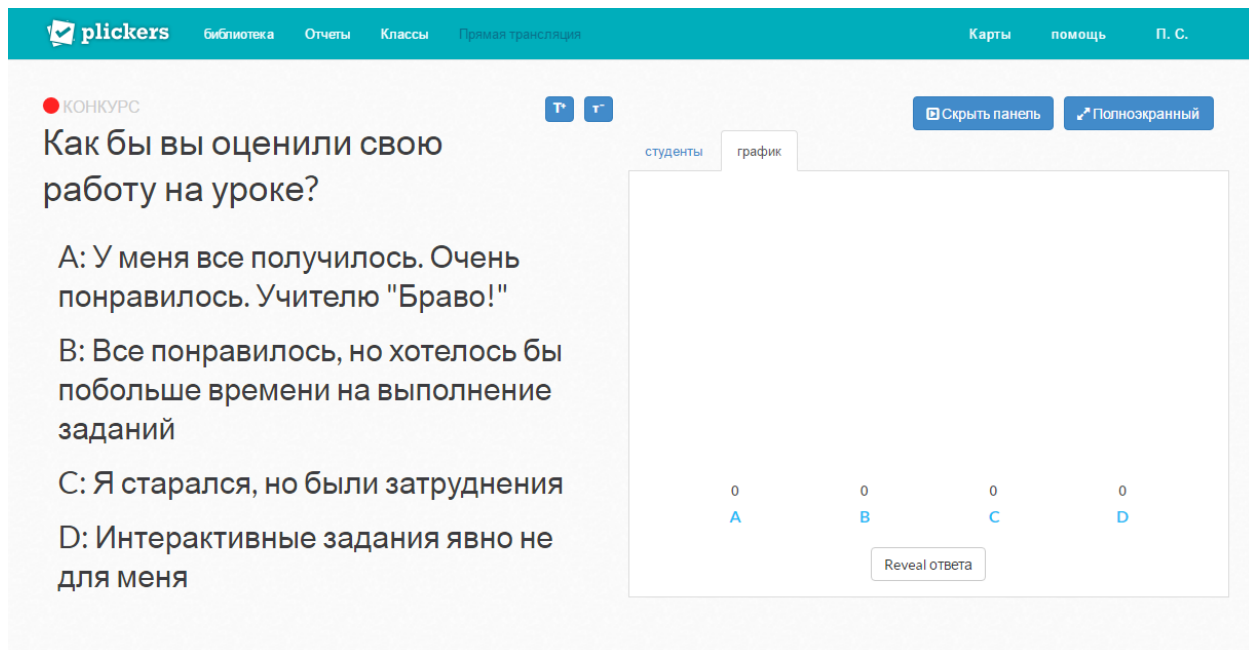 plickers библиотека Отчеты Классы Прямая трансляция Карты помощь П. С.
КОНКУРС T+ T-
Скрыть панель Полноэкранный
Как бы вы оценили свою
работу на уроке?
студенты график
A: У меня все получилось. Очень
понравилось. Учителю "Браво!"
B: Все понравилось, но хотелось бы
побольше времени на выполнение
заданий
C: Я старался, но были затруднения
D: Интерактивные задания явно не
для меня
0 0 0 0
A B C D
Reveal ответа